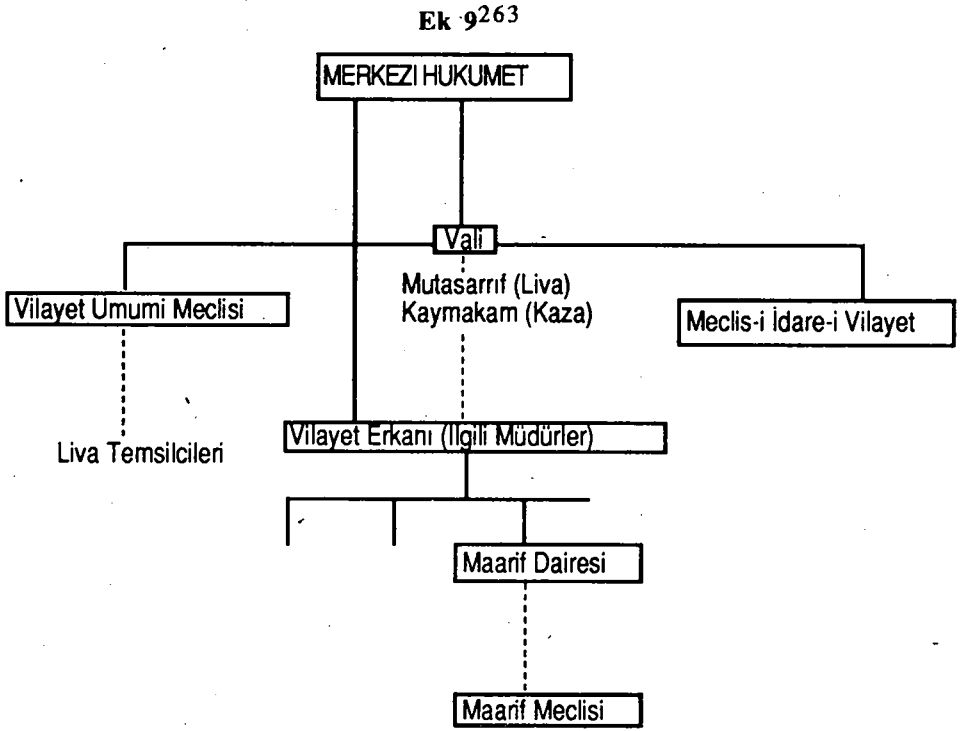 Ek 9263
MERKEZI HUKUMET
Vali
Mutasarrıf (Liva)
Kaymakam (Kaza)
Vilayet Umumi Meclisi
Meclis-i İdare-i Vilayet
Vilayet Erkanı (Ilgili Müdürler)
Liva Temsilcileri
Maarif Dairesi
Maarif Meclisi